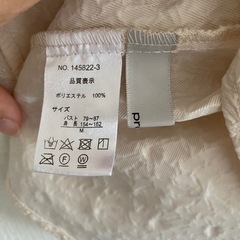 NO. 145822-3
品質表示
ポリエステル 100%
サイズ
バスト 79~87
身長 154~162
M